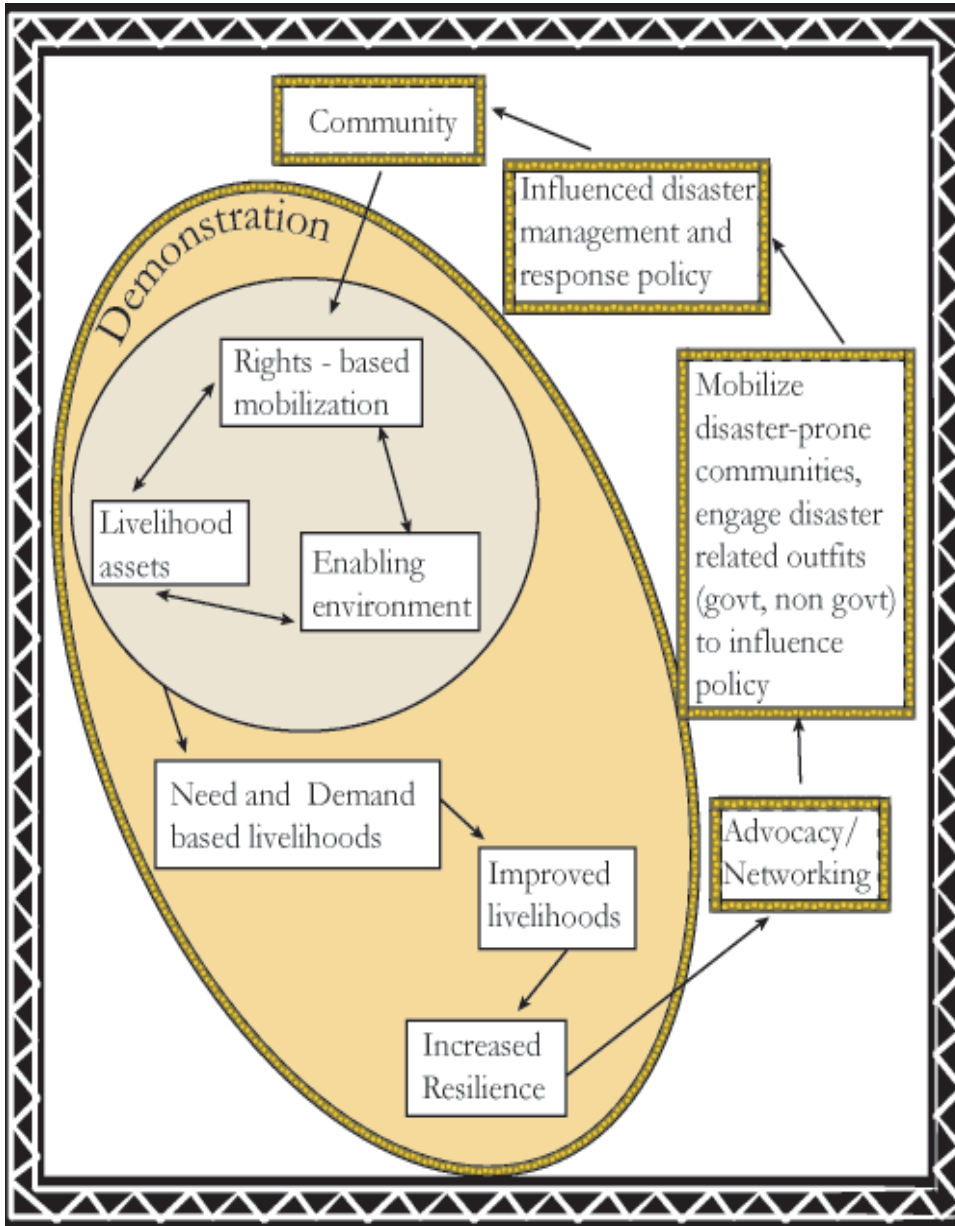 Community
Influenced disaster
management and
response policy
Demonstration
Rights - based
mobilization
Mobilize
disaster-prone
communities,
engage disaster
related outfits
(govt, non govt)
to influence
policy
Livelihood
assets
Enabling
environment
Need and Demand
based livelihoods
Advocacy/
Networking
Improved
livelihoods
Increased
Resilience